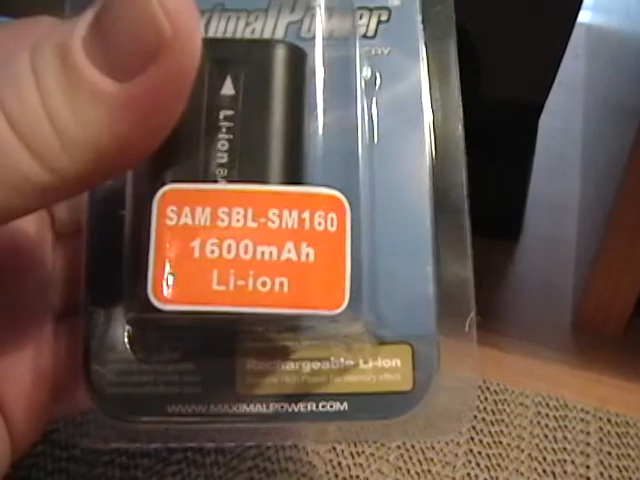 MaximalPower
Li-ion
SAM SBL-SM160
1600mAh
Li-ion
Rechargeable Li-ion
WWW.MAXIMALPOWER.COM